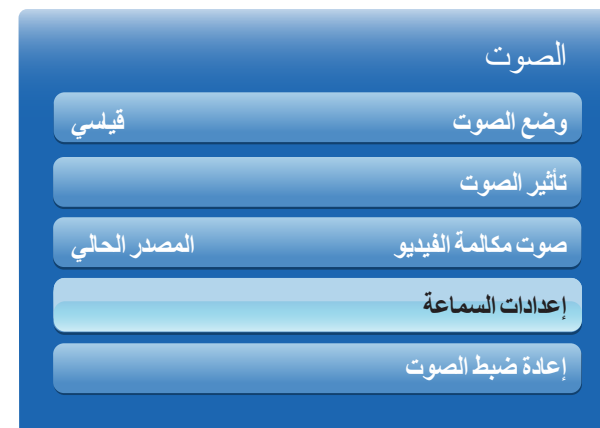 الصوت
وضع الصوت قياسي
تأثير الصوت
صوت مكالمة الفيديو المصدر الحالي
إعدادات السماعة
إعادة ضبط الصوت